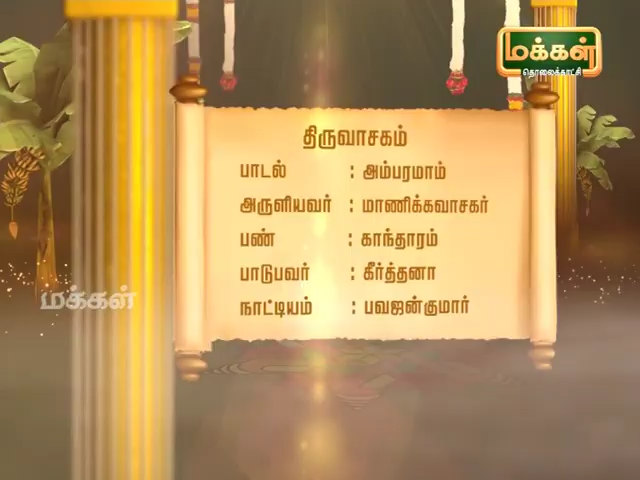 மக்கள்
தொலைக்காட்சி
திருவாசகம்
பாடல் : அம்பரமாம்
அருளியவர் : மாணிக்கவாசகர்
பண் : காந்தாரம்
பாடுபவர் : கீர்த்தனா
நாட்டியம் : பவஜன்குமார்
மக்கள்